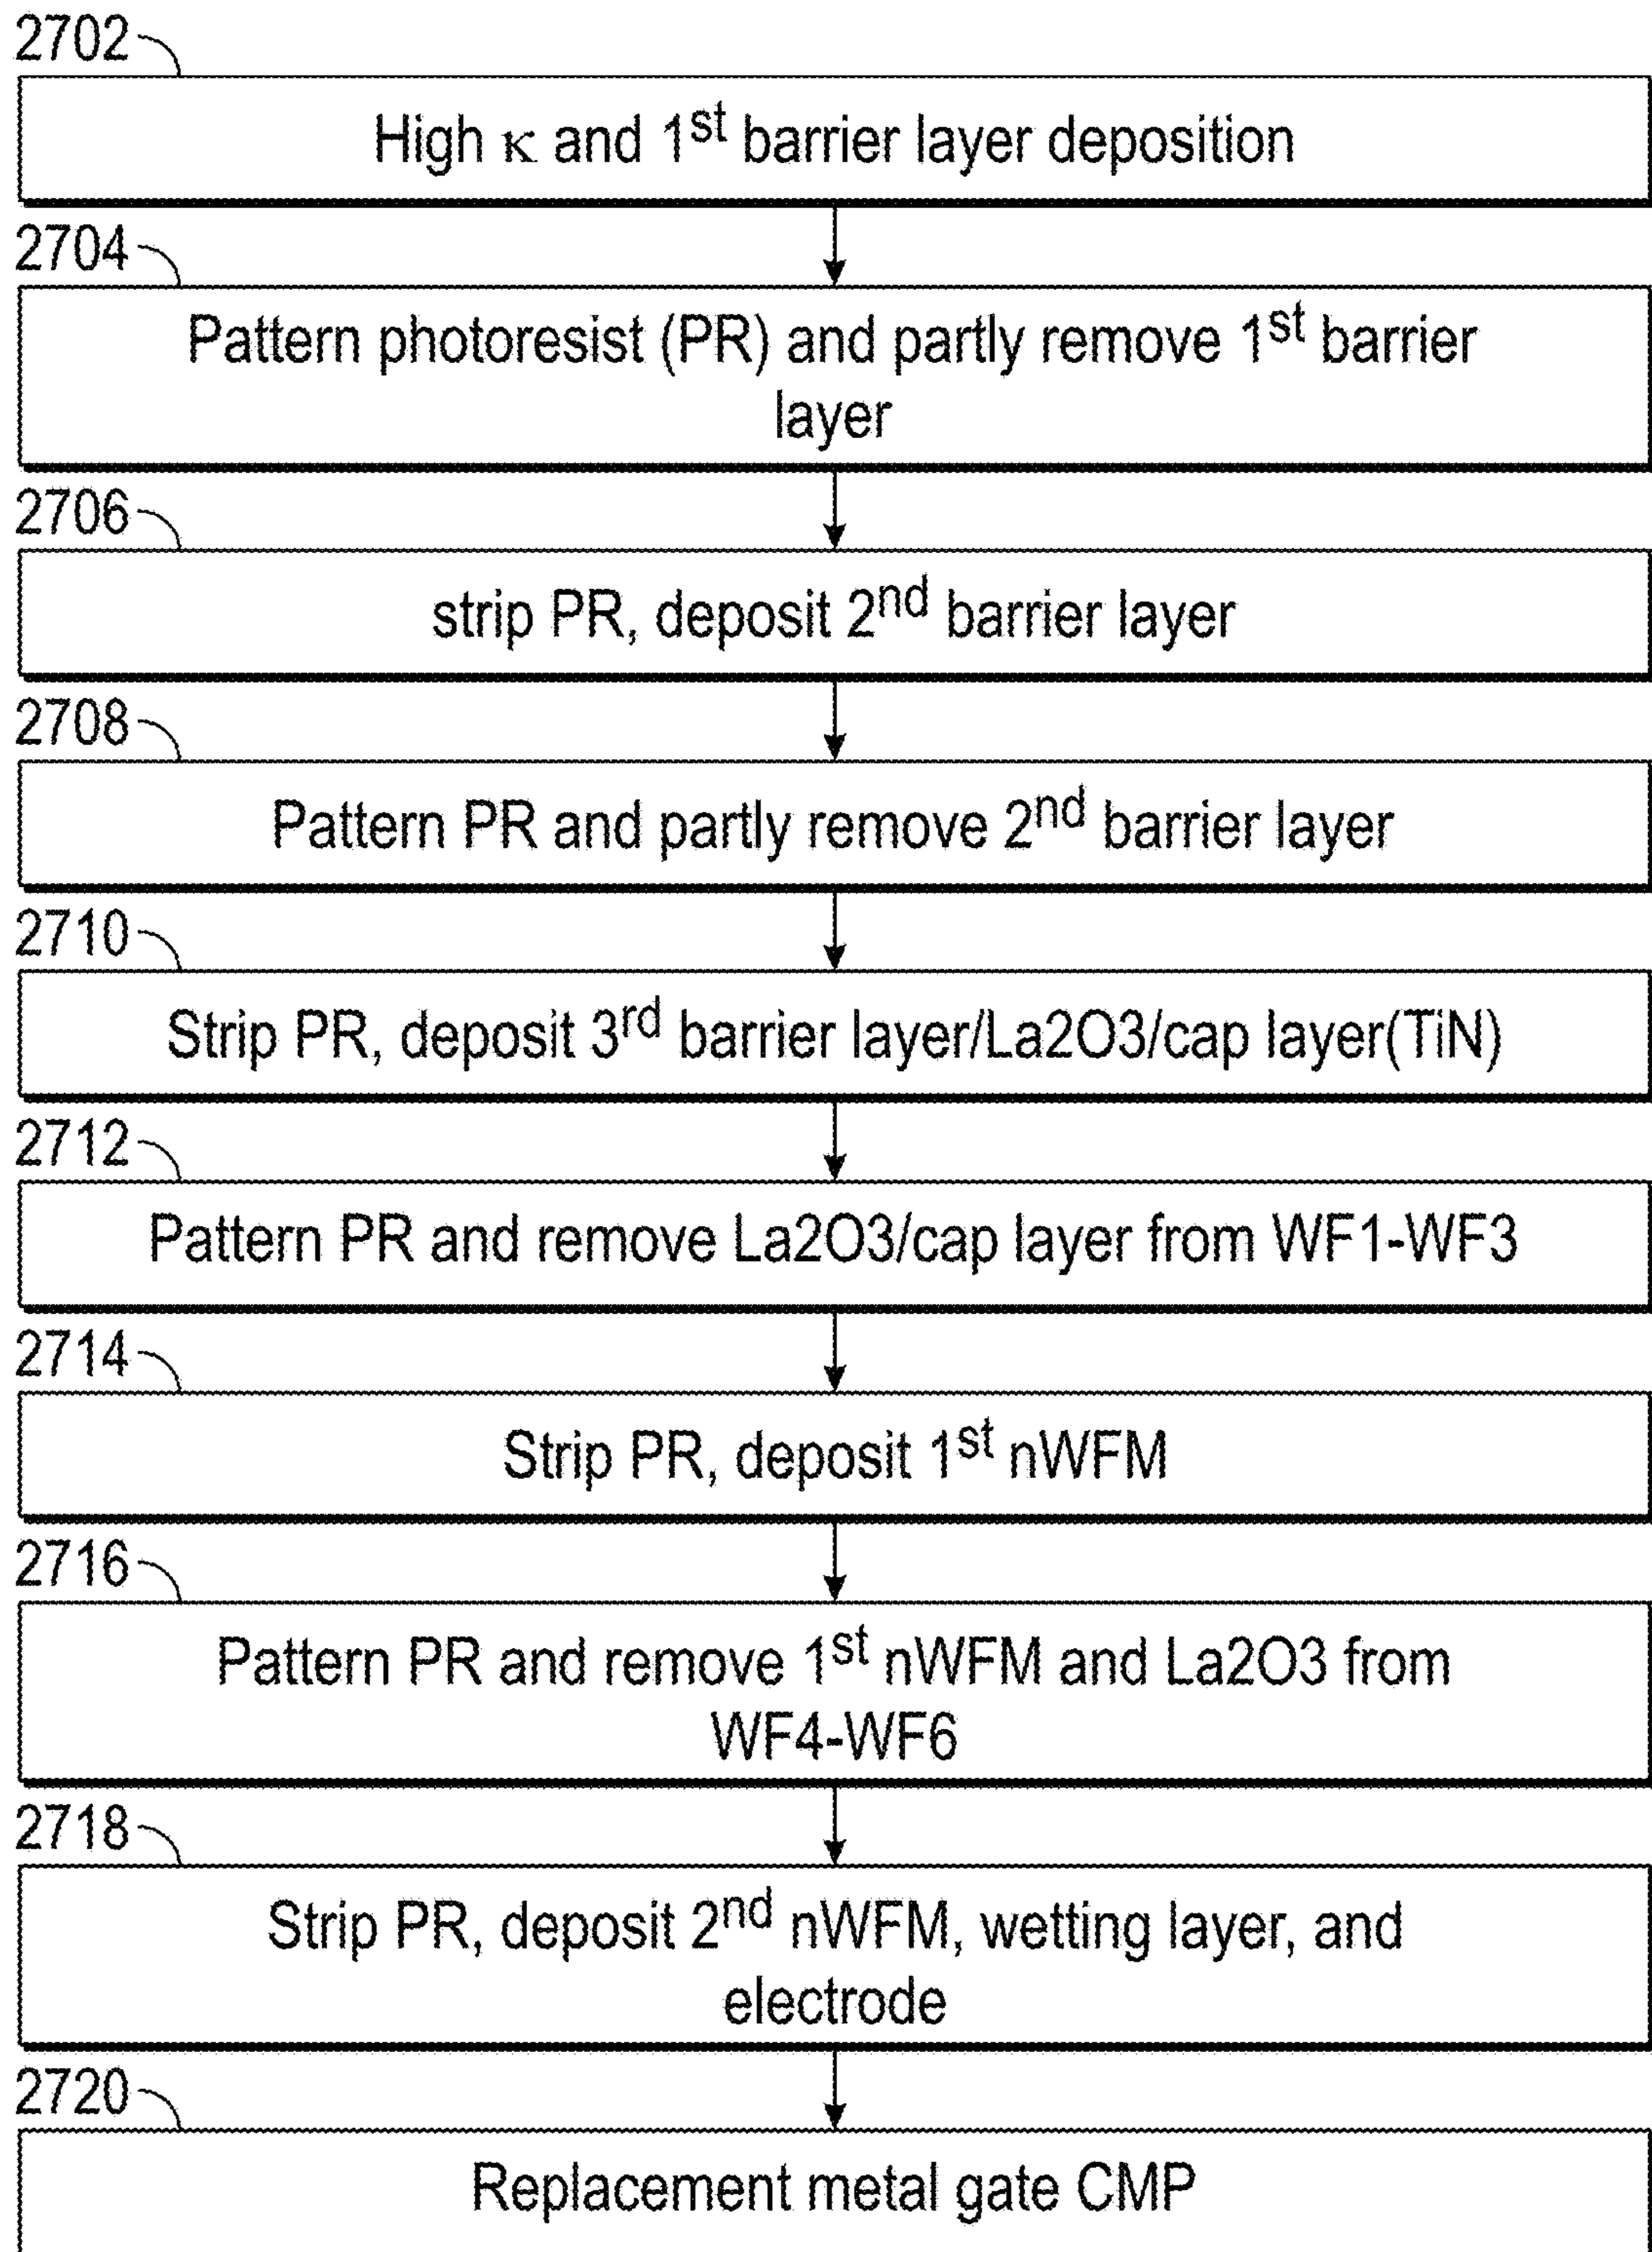 2702
High κ and 1st barrier layer deposition
2704
Pattern photoresist (PR) and partly remove 1st barrier
layer
2706
strip PR, deposit 2nd barrier layer
2708
Pattern PR and partly remove 2nd barrier layer
2710
Strip PR, deposit 3rd barrier layer/La2O3/cap layer(TiN)
2712
Pattern PR and remove La2O3/cap layer from WF1-WF3
2714
Strip PR, deposit 1st nWFM
2716
Pattern PR and remove 1st nWFM and La2O3 from
WF4-WF6
2718
Strip PR, deposit 2nd nWFM, wetting layer, and
electrode
2720
Replacement metal gate CMP